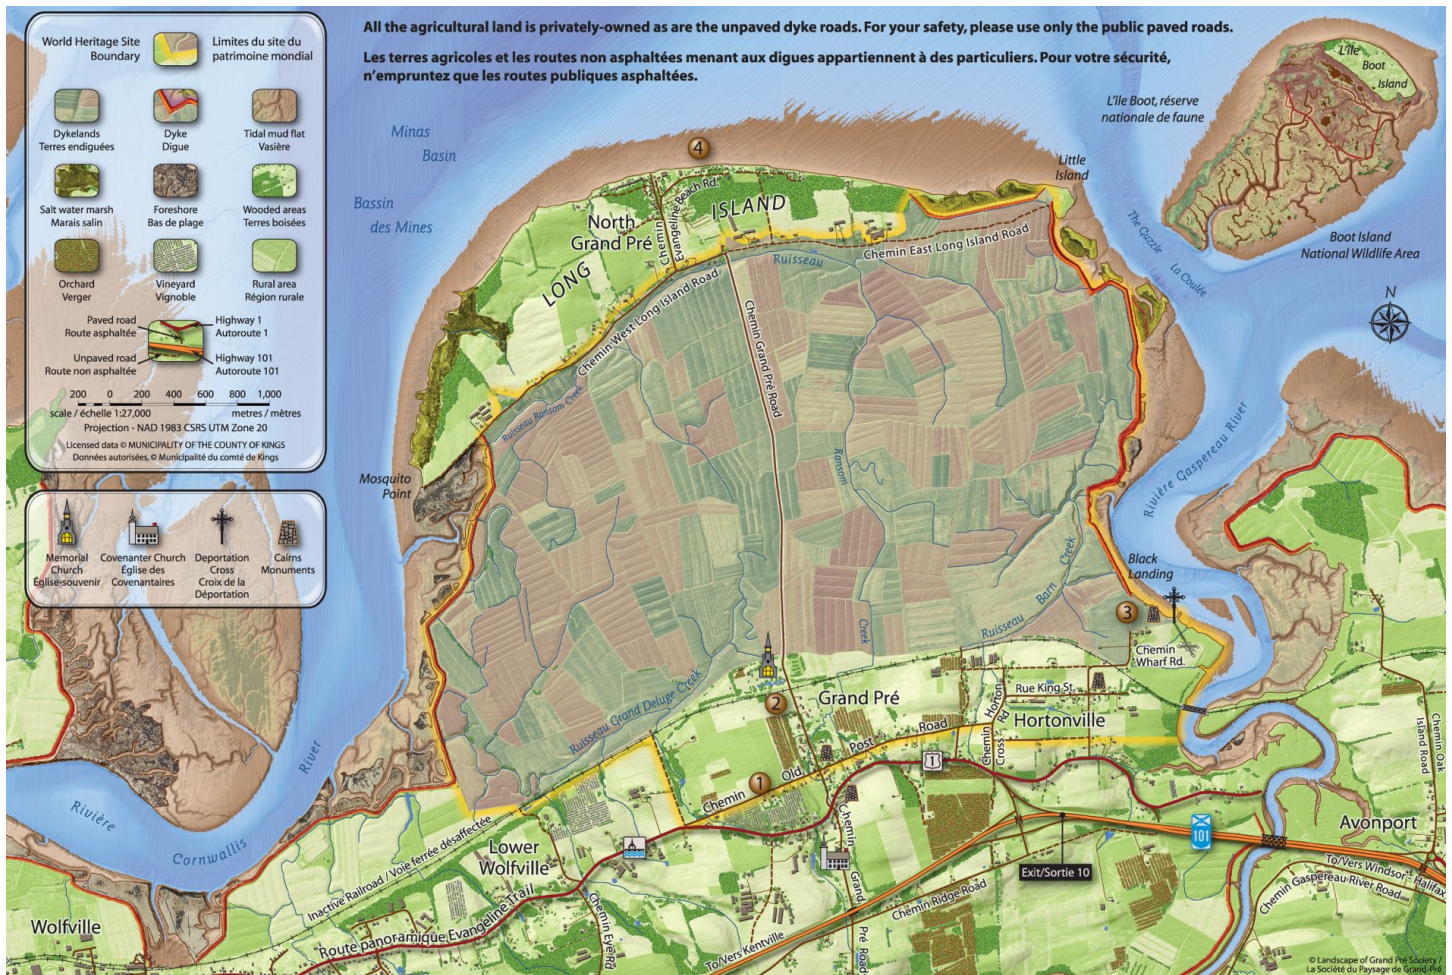 All the agricultural land is privately-owned as are the unpaved dyke roads. For your safety, please use only the public paved roads.
Les terres agricoles et les routes non asphaltées menant aux digues appartiennent à des particuliers. Pour votre sécurité,
n'empruntez que les routes publiques asphaltées.
World Heritage Site
Boundary
Limites du site du
patrimoine mondial
Dykelands
Terres endiguées
Dyke
Digue
Tidal mud flat
Vasière
Salt water marsh
Marais salin
Foreshore
Bas de plage
Wooded areas
Terres boisées
Orchard
Verger
Vineyard
Vignoble
Rural area
Région rurale
Paved road
Route asphaltée
Highway 1
Autoroute 1
Unpaved road
Route non asphaltée
Highway 101
Autoroute 101
200 0 200 400 600 800 1,000
scale / échelle 1:27,000
metres / mètres
Projection - NAD 1983 CSRS UTM Zone 20
Licensed data © MUNICIPALITY OF THE COUNTY OF KINGS
Données autorisées, © Municipalité du comté de Kings
Memorial
Church
Église-souvenir
Covenanter Church
Église des
Covenantaires
Deportation
Cross
Croix de la
Déportation
Cairns
Monuments
Minas
Basin
Bassin
des Mines
4
Little
Island
L'île
Boot
Island
L'île Boot, réserve
nationale de faune
Boot Island
National Wildlife Area
The Guzzle
La Coulée
N
North
Grand Pré
Chemin
Evangeline Beach Rd.
LONG
ISLAND
Chemin East Long Island Road
Ruisseau
Chemin West Long Island Road
Chemin Grand Pré Road
Ruisseau Ransom Creek
Ransom
Creek
Mosquito
Point
Rivière Gaspereau River
Black
Landing
3
Ruisseau Barn Creek
Chemin
Wharf Rd.
Rue King St.
Hortonville
Chemin Horton
Cross Rd
Grand Pré
2
Ruisseau Grand Deluge Creek
1
Chemin Old Post Road
1
Chemin Grand
Pré Road
Lower
Wolfville
Inactive Railroad / Voie ferrée désaffectée
Route panoramique Evangeline Trail
Chemin Eye Rd
To/Vers Kentville
Chemin Ridge Road
Exit/Sortie 10
101
Avonport
Chemin Oak
Island Road
To/Vers Windsor - Halifax
Chemin Gaspereau River Road
Rivière
Cornwallis
River
Wolfville
© Landscape of Grand Pré Society /
La Société du Paysage de Grand-Pré